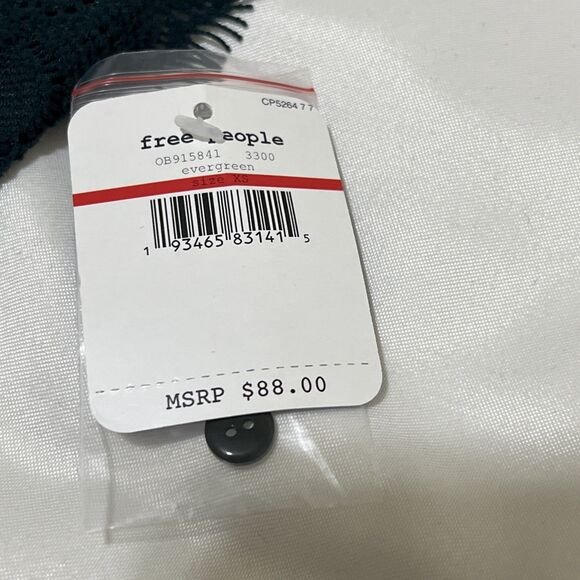 CP5264 7 7
free people
OB915841 3300
evergreen
size XS
1 93465 83141 5
MSRP $88.00